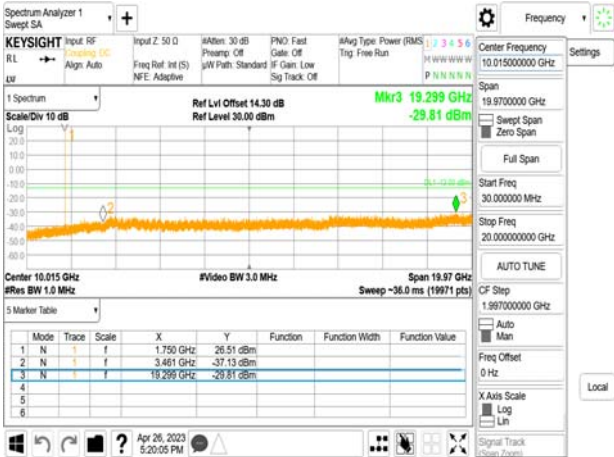 Spectrum Analyzer 1
Swept SA
+
Frequency
KEYSIGHT
Input: RF
Coupling: DC
Align: Auto
Input Z: 50 Ω
Freq Ref: Int (S)
NFE: Adaptive
#Atten: 30 dB
Preamp: Off
µW Path: Standard
PNO: Fast
Gate: Off
IF Gain: Low
Sig Track: Off
#Avg Type: Power (RMS
Trig: Free Run
1 2 3 4 5 6
M W W W W W
P N N N N N
RL
1 Spectrum
Scale/Div 10 dB
Log
Ref Lvl Offset 14.30 dB
Ref Level 30.00 dBm
Mkr3 19.299 GHz
-29.81 dBm
20.0
10.0
0.00
-10.0
-20.0
-30.0
-40.0
-50.0
-60.0
1
2
3
Center 10.015 GHz
#Res BW 1.0 MHz
#Video BW 3.0 MHz
Span 19.97 GHz
Sweep ~36.0 ms (19971 pts)
5 Marker Table
Mode Trace Scale X Y Function Function Width Function Value
1 N 1 f 1.750 GHz 26.51 dBm
2 N 1 f 3.461 GHz -37.13 dBm
3 N 1 f 19.299 GHz -29.81 dBm
4
5
6
?
Apr 26, 2023
5:20:05 PM
Center Frequency
10.015000000 GHz
Span
19.9700000 GHz
Swept Span
Zero Span
Full Span
Start Freq
30.000000 MHz
Stop Freq
20.000000000 GHz
AUTO TUNE
CF Step
1.997000000 GHz
Auto
Man
Freq Offset
0 Hz
X Axis Scale
Log
Lin
Signal Track
(Span Zoom)
Settings
Local